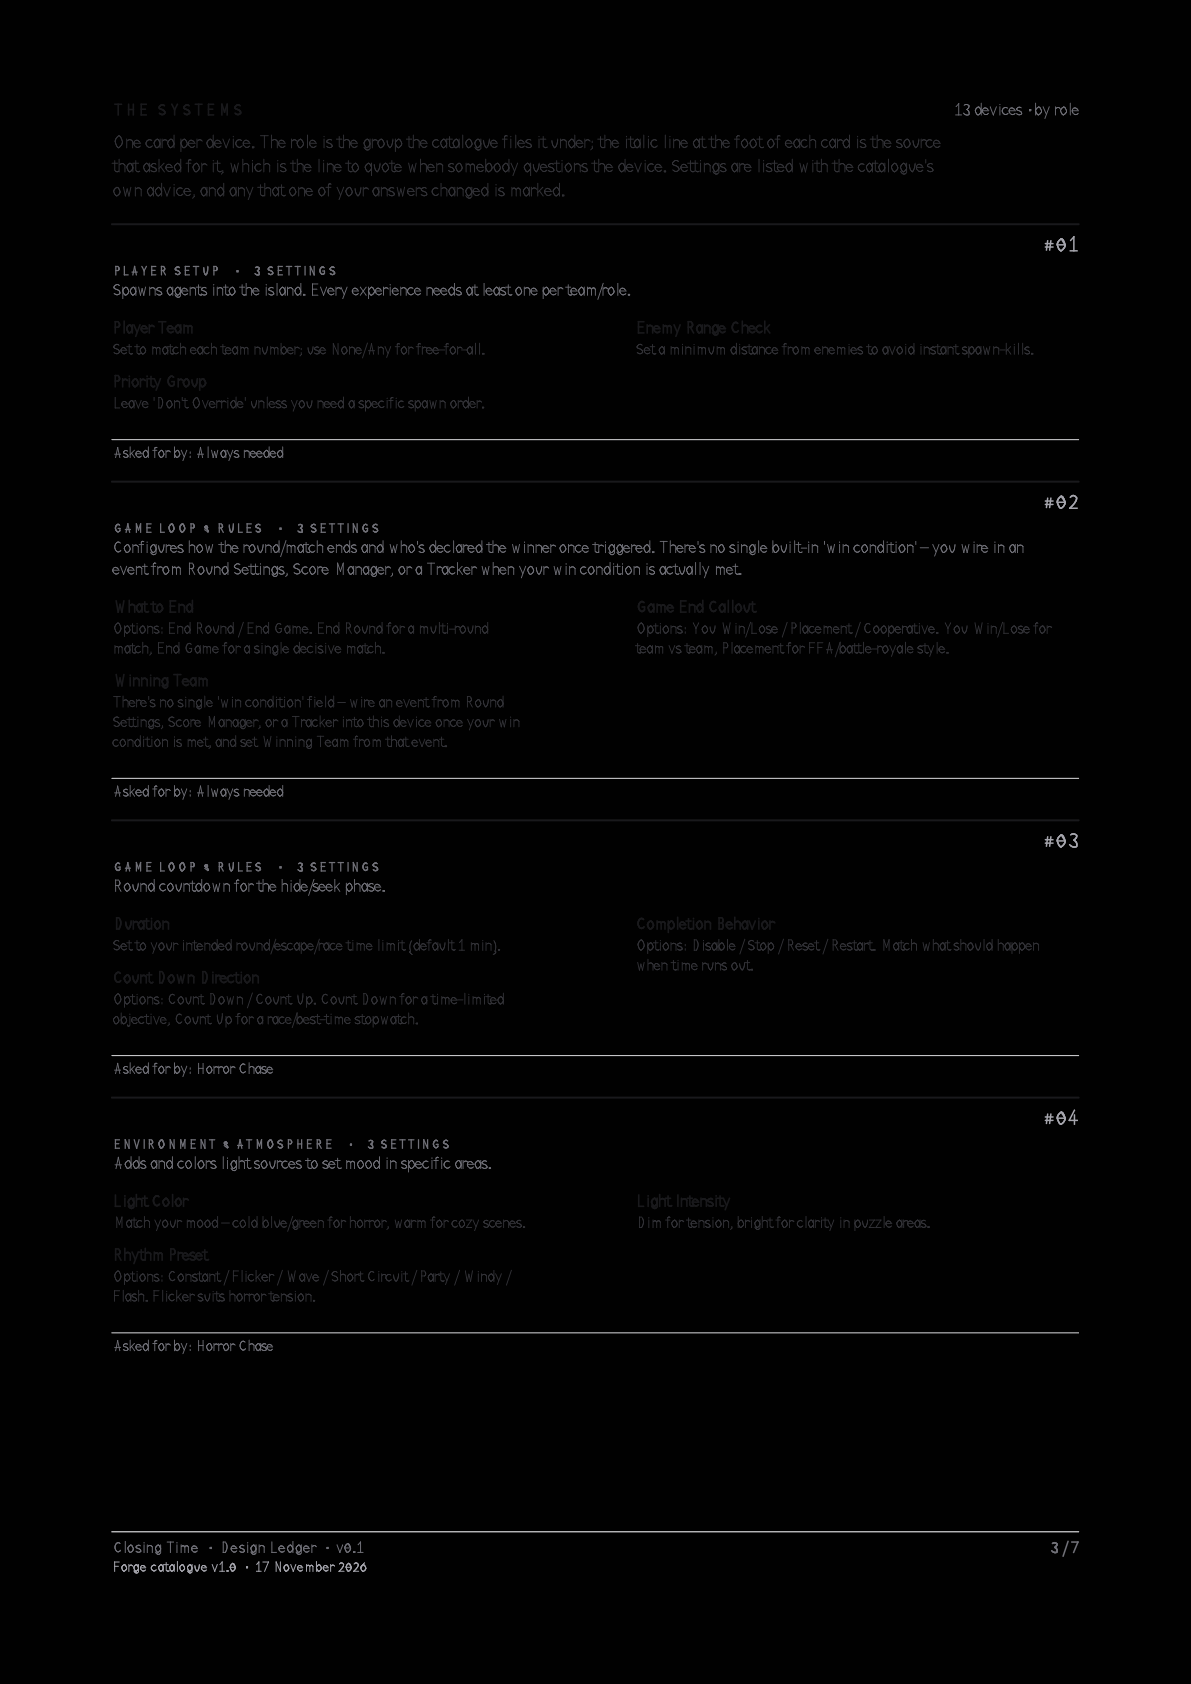 THE SYSTEMS
13 devices · by role
One card per device. The role is the group the catalogue files it under; the italic line at the foot of each card is the source
that asked for it, which is the line to quote when somebody questions the device. Settings are listed with the catalogue's
own advice, and any that one of your answers changed is marked.
#01
PLAYER SETUP · 3 SETTINGS
Spawns agents into the island. Every experience needs at least one per team/role.
Player Team
Enemy Range Check
Set to match each team number; use None/Any for free-for-all.
Set a minimum distance from enemies to avoid instant spawn-kills.
Priority Group
Leave 'Don't Override' unless you need a specific spawn order.
Asked for by: Always needed
#02
GAME LOOP & RULES · 3 SETTINGS
Configures how the round/match ends and who's declared the winner once triggered. There's no single built-in 'win condition' — you wire in an
event from Round Settings, Score Manager, or a Tracker when your win condition is actually met.
What to End
Game End Callout
Options: End Round / End Game. End Round for a multi-round
match, End Game for a single decisive match.
Options: You Win/Lose / Placement / Cooperative. You Win/Lose for
team vs team, Placement for FFA/battle-royale style.
Winning Team
There's no single 'win condition' field — wire an event from Round
Settings, Score Manager, or a Tracker into this device once your win
condition is met, and set Winning Team from that event.
Asked for by: Always needed
#03
GAME LOOP & RULES · 3 SETTINGS
Round countdown for the hide/seek phase.
Duration
Completion Behavior
Set to your intended round/escape/race time limit (default 1 min).
Options: Disable / Stop / Reset / Restart. Match what should happen
when time runs out.
Count Down Direction
Options: Count Down / Count Up. Count Down for a time-limited
objective, Count Up for a race/best-time stopwatch.
Asked for by: Horror Chase
#04
ENVIRONMENT & ATMOSPHERE · 3 SETTINGS
Adds and colors light sources to set mood in specific areas.
Light Color
Light Intensity
Match your mood — cold blue/green for horror, warm for cozy scenes.
Dim for tension, bright for clarity in puzzle areas.
Rhythm Preset
Options: Constant / Flicker / Wave / Short Circuit / Party / Windy /
Flash. Flicker suits horror tension.
Asked for by: Horror Chase
Closing Time · Design Ledger · v0.1
3 / 7
Forge catalogue v1.0 · 17 November 2026